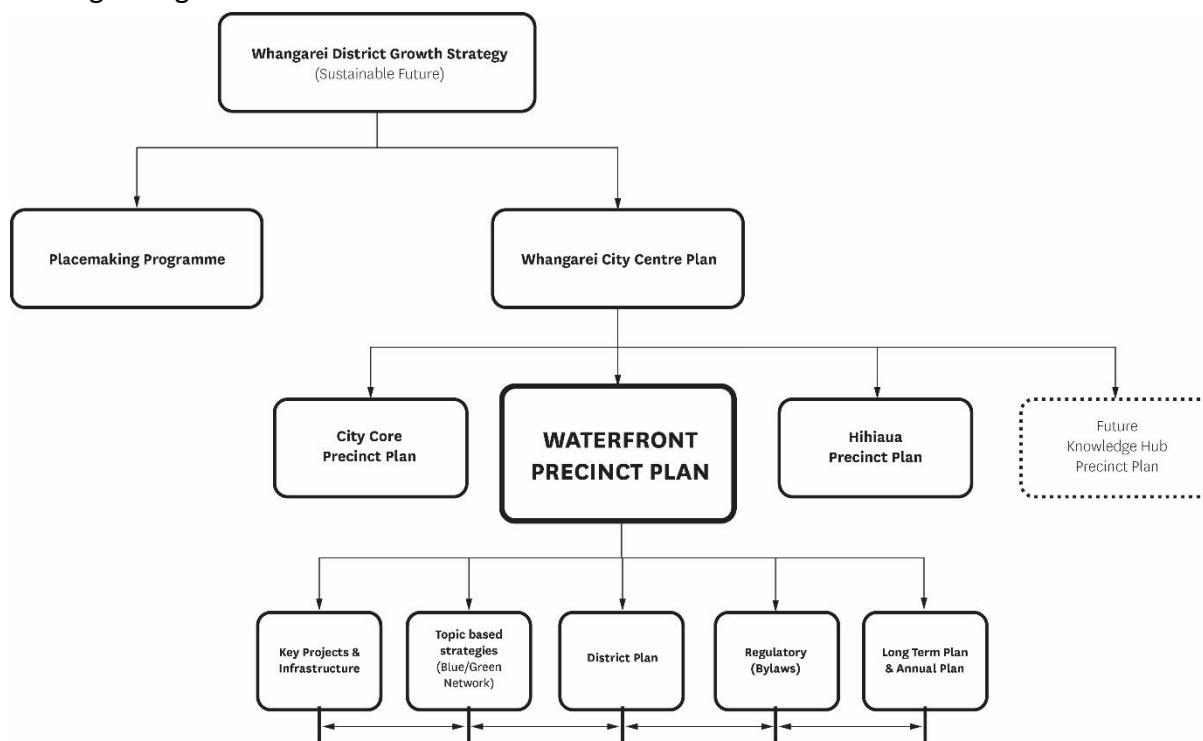 Whangarei District Growth Strategy
(Sustainable Future)
Placemaking Programme
Whangarei City Centre Plan
City Core
Precinct Plan
WATERFRONT
PRECINCT PLAN
Hihiaua
Precinct Plan
Future
Knowledge Hub
Precinct Plan
Key Projects &
Infrastructure
Topic based
strategies
(Blue/Green
Network)
District Plan
Regulatory
(Bylaws)
Long Term Plan
& Annual Plan